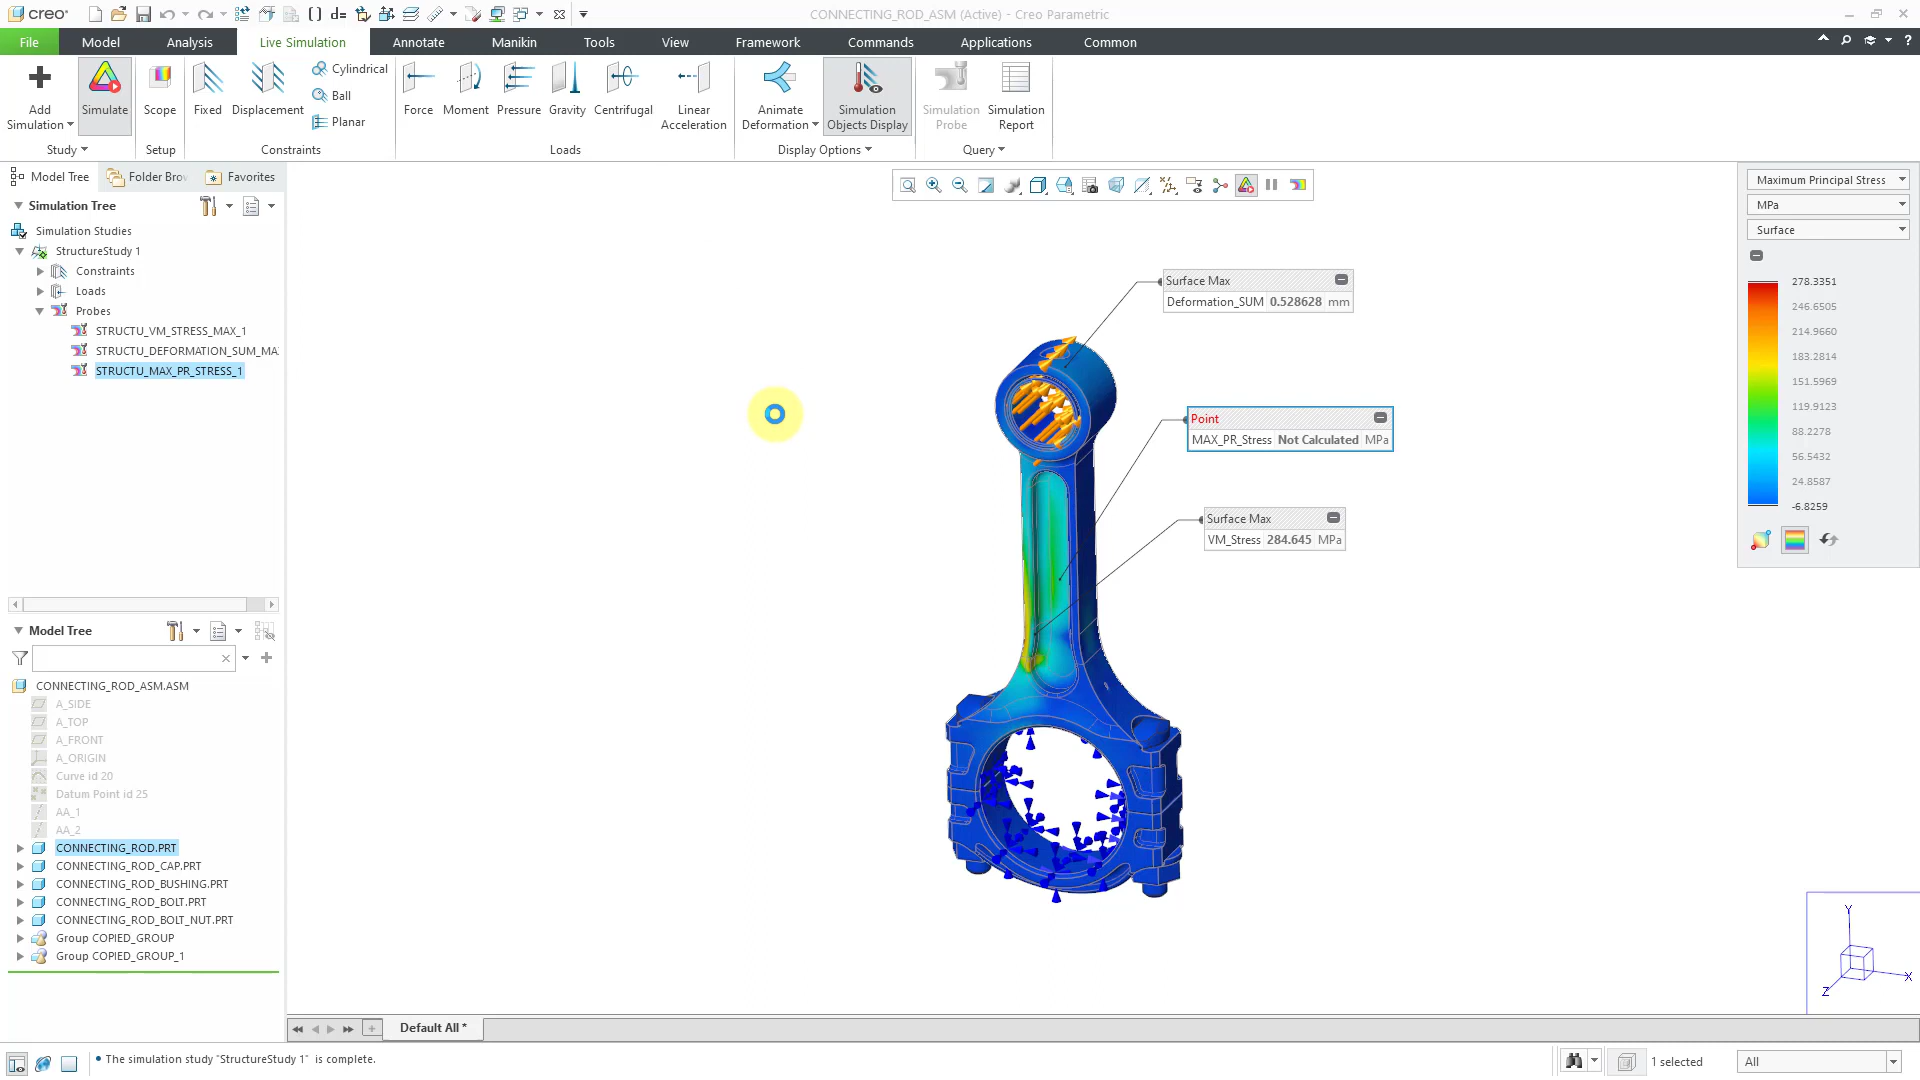 creo
CONNECTING_ROD_ASM (Active) - Creo Parametric
File
Model
Analysis
Live Simulation
Annotate
Manikin
Tools
View
Framework
Commands
Applications
Common
Add
Simulation
Simulate
Study
Scope
Setup
Fixed
Displacement
Cylindrical
Ball
Planar
Constraints
Force
Moment
Pressure
Gravity
Centrifugal
Linear
Acceleration
Loads
Animate
Deformation
Simulation
Objects Display
Display Options
Simulation
Probe
Simulation
Report
Query
Model Tree
Folder Brov
Favorites
Simulation Tree
Simulation Studies
StructureStudy 1
Constraints
Loads
Probes
STRUCTU_VM_STRESS_MAX_1
STRUCTU_DEFORMATION_SUM_MA
STRUCTU_MAX_PR_STRESS_1
Model Tree
CONNECTING_ROD_ASM.ASM
A_SIDE
A_TOP
A_FRONT
A_ORIGIN
Curve id 20
Datum Point id 25
AA_1
AA_2
CONNECTING_ROD.PRT
CONNECTING_ROD_CAP.PRT
CONNECTING_ROD_BUSHING.PRT
CONNECTING_ROD_BOLT.PRT
CONNECTING_ROD_BOLT_NUT.PRT
Group COPIED_GROUP
Group COPIED_GROUP_1
Surface Max
Deformation_SUM 0.528628 mm
Point
MAX_PR_Stress Not Calculated MPa
Surface Max
VM_Stress 284.645 MPa
Maximum Principal Stress
MPa
Surface
278.3351
246.6505
214.9660
183.2814
151.5969
119.9123
88.2278
56.5432
24.8587
-6.8259
Y
X
Z
Default All *
• The simulation study "StructureStudy 1" is complete.
1 selected
All